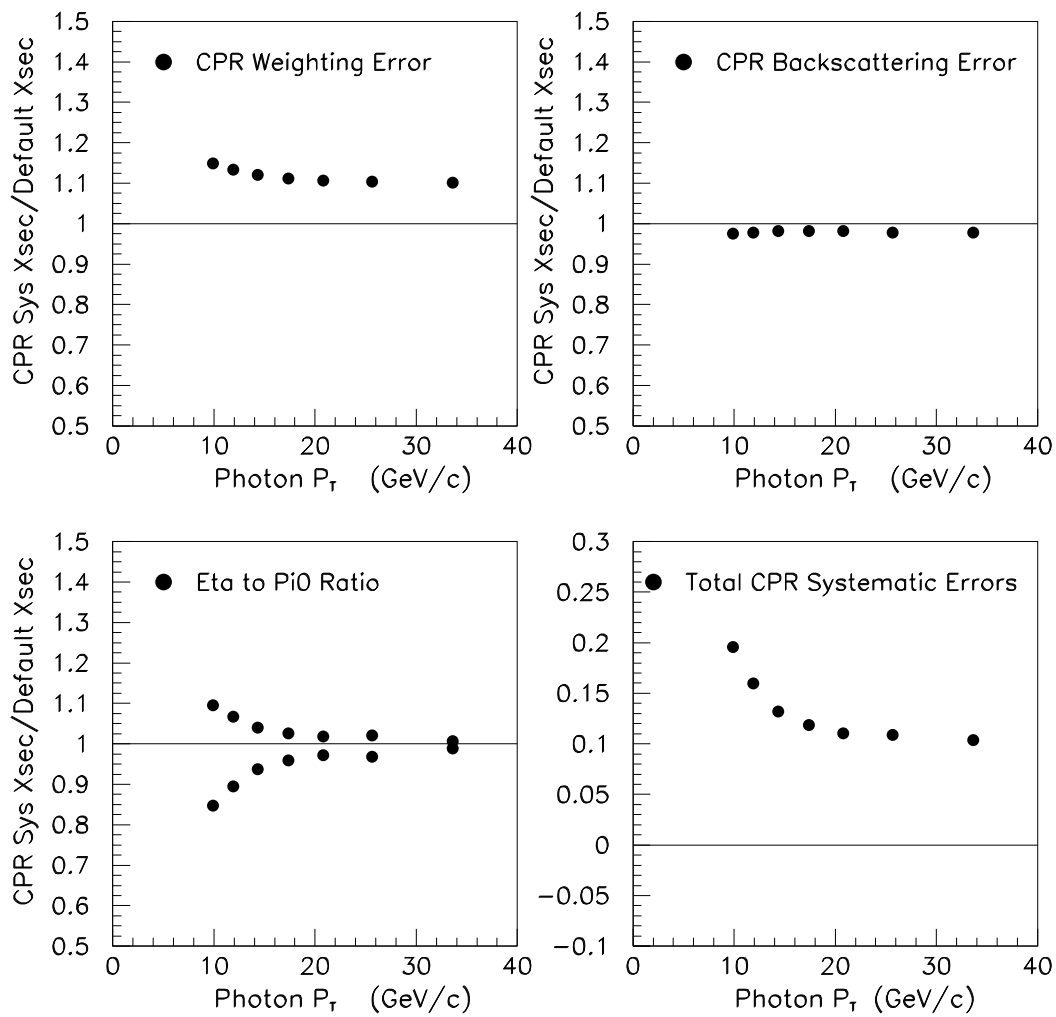 CPR Sys Xsec/Default Xsec
1.5
1.4
1.3
1.2
1.1
1
0.9
0.8
0.7
0.6
0.5
CPR Weighting Error
0 10 20 30 40
Photon PT (GeV/c)
CPR Sys Xsec/Default Xsec
1.5
1.4
1.3
1.2
1.1
1
0.9
0.8
0.7
0.6
0.5
CPR Backscattering Error
0 10 20 30 40
Photon PT (GeV/c)
CPR Sys Xsec/Default Xsec
1.5
1.4
1.3
1.2
1.1
1
0.9
0.8
0.7
0.6
0.5
Eta to Pi0 Ratio
0 10 20 30 40
Photon PT (GeV/c)
0.3
0.25
0.2
0.15
0.1
0.05
0
−0.05
−0.1
Total CPR Systematic Errors
0 10 20 30 40
Photon PT (GeV/c)